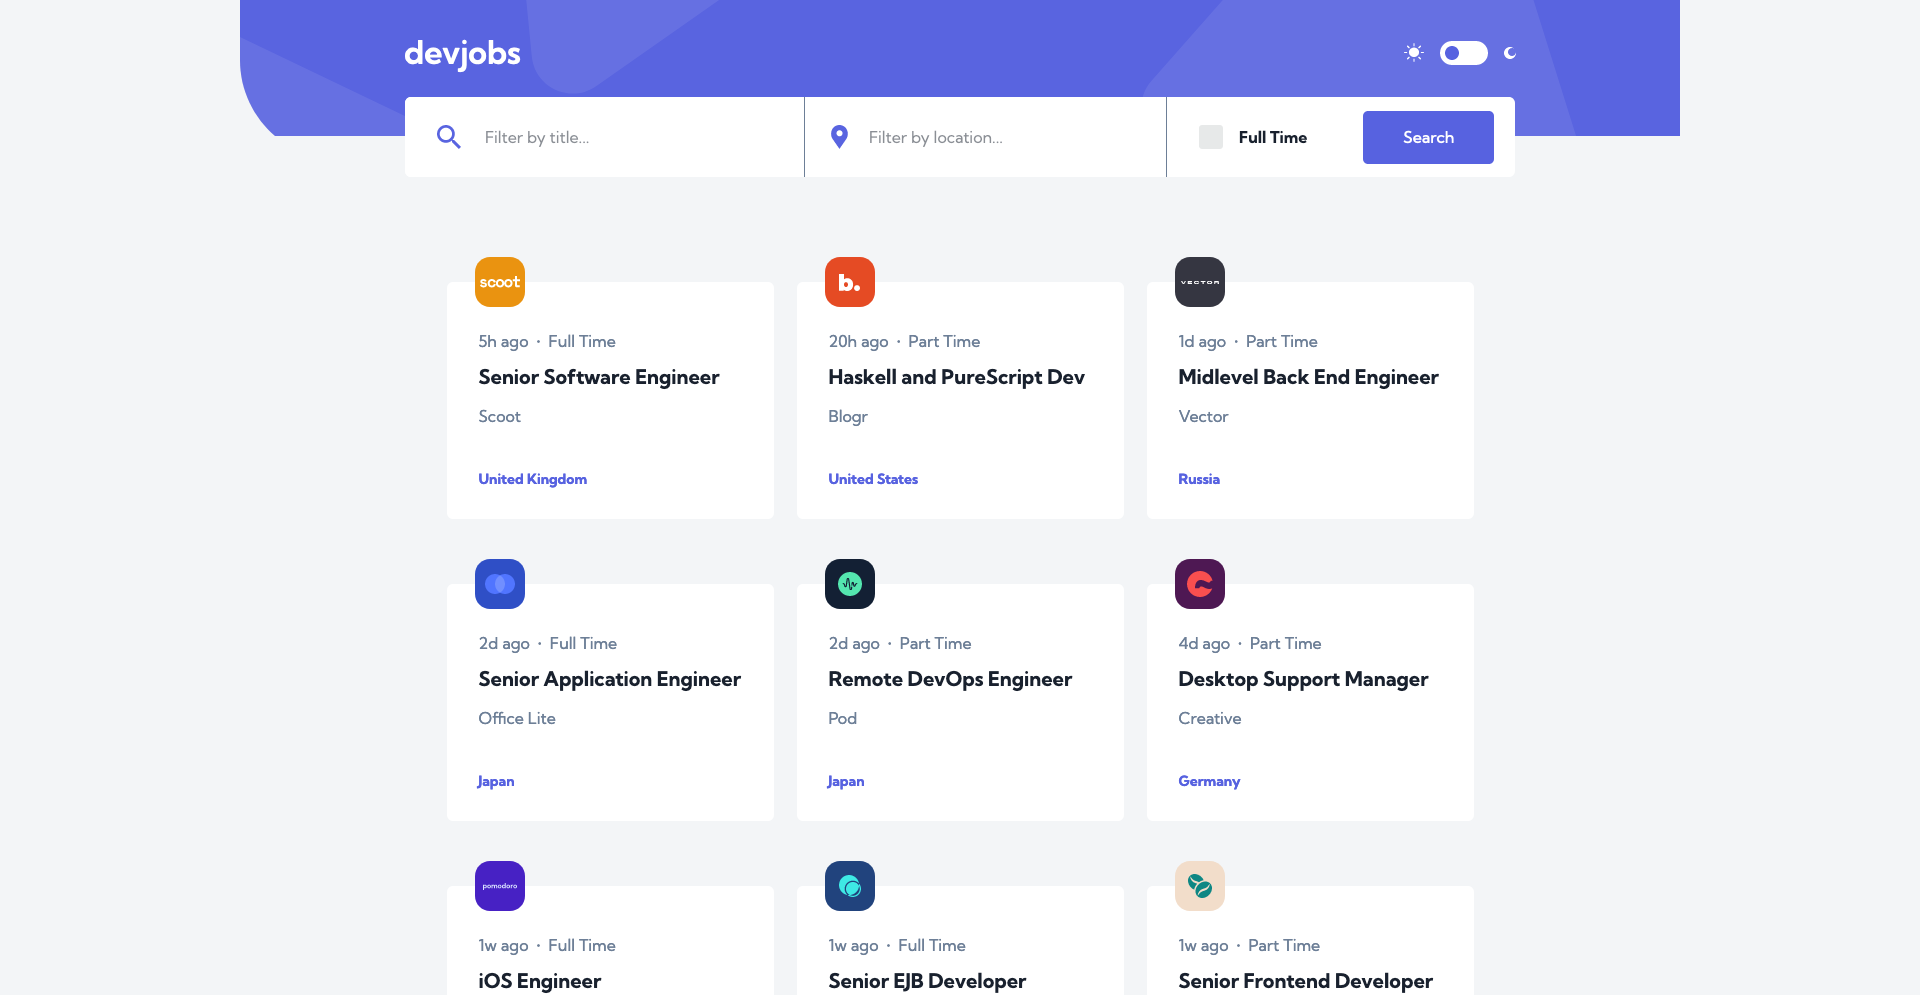 devjobs
Filter by title...
Filter by location...
Full Time
Search
scoot
b.
VECTOR
5h ago · Full Time
20h ago · Part Time
1d ago · Part Time
Senior Software Engineer
Haskell and PureScript Dev
Midlevel Back End Engineer
Scoot
Blogr
Vector
United Kingdom
United States
Russia
2d ago · Full Time
2d ago · Part Time
4d ago · Part Time
Senior Application Engineer
Remote DevOps Engineer
Desktop Support Manager
Office Lite
Pod
Creative
Japan
Japan
Germany
pomodoro
1w ago · Full Time
1w ago · Full Time
1w ago · Part Time
iOS Engineer
Senior EJB Developer
Senior Frontend Developer